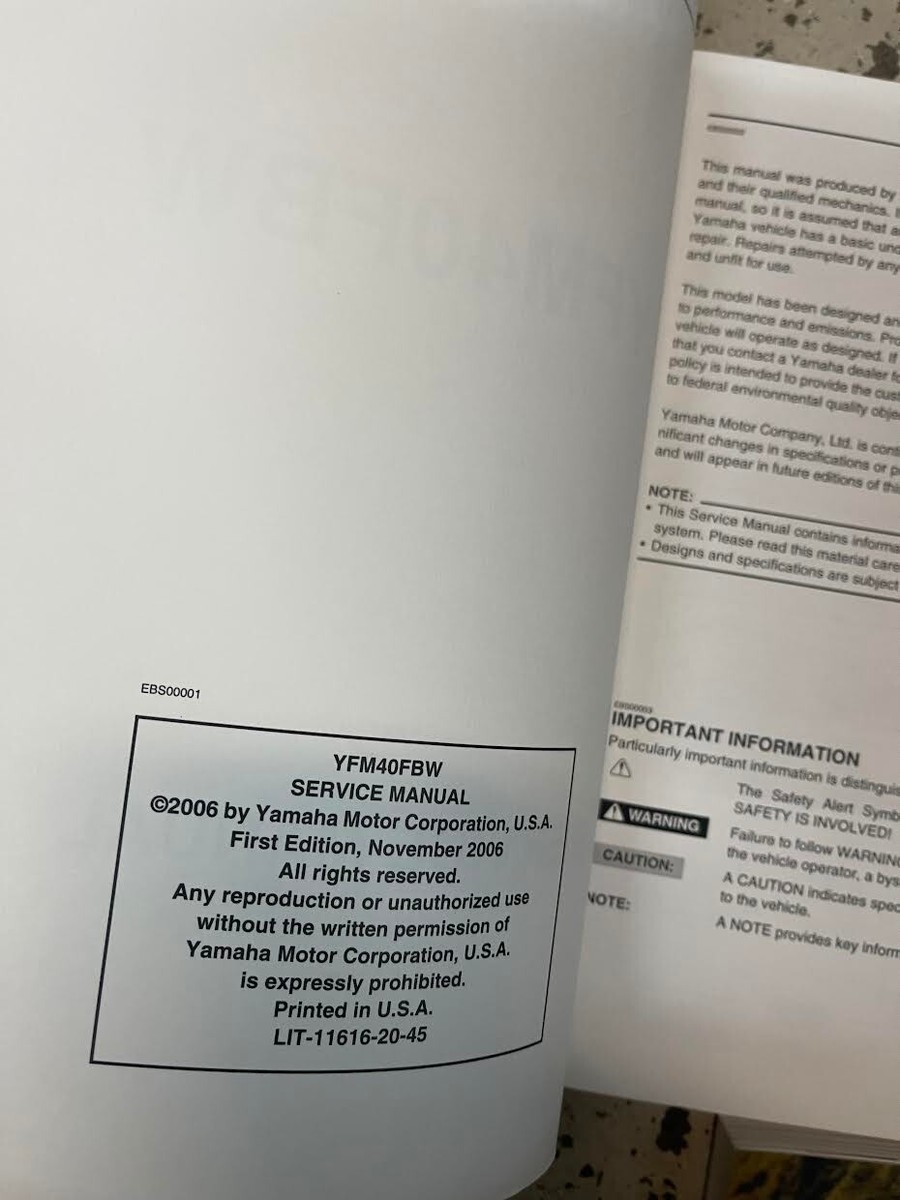 EBS00001
YFM40FBW
SERVICE MANUAL
©2006 by Yamaha Motor Corporation, U.S.A.
First Edition, November 2006
All rights reserved.
Any reproduction or unauthorized use
without the written permission of
Yamaha Motor Corporation, U.S.A.
is expressly prohibited.
Printed in U.S.A.
LIT-11616-20-45
This manual was produced by
and their qualified mechanics.
manual, so it is assumed that
Yamaha vehicle has a basic
repair. Repairs attempted by any
and unfit for use.
This model has been designed
to performance and emissions.
vehicle will operate as designed. If
that you contact a Yamaha dealer
policy is intended to provide the
to federal environmental quality
Yamaha Motor Company, Ltd. is
nificant changes in specifications or
and will appear in future editions of
NOTE:
• This Service Manual contains
system. Please read this material
• Designs and specifications are subject
EBS00003
IMPORTANT INFORMATION
Particularly important information is
The Safety Alert
SAFETY IS INVOLVED!
WARNING
Failure to follow WARNING
the vehicle operator, a
CAUTION:
A CAUTION indicates
to the vehicle.
NOTE:
A NOTE provides key